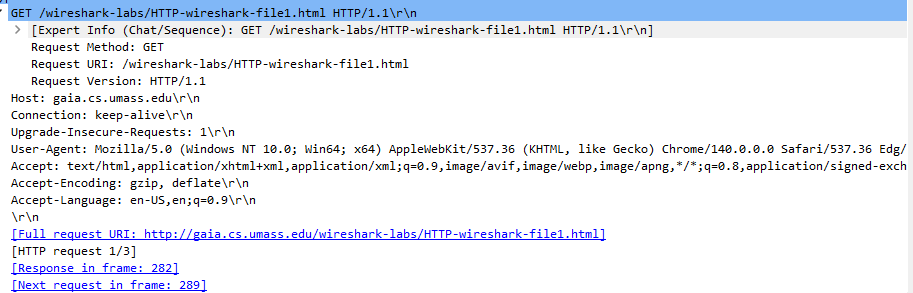 GET /wireshark-labs/HTTP-wireshark-file1.html HTTP/1.1\r\n
[Expert Info (Chat/Sequence): GET /wireshark-labs/HTTP-wireshark-file1.html HTTP/1.1\r\n]
Request Method: GET
Request URI: /wireshark-labs/HTTP-wireshark-file1.html
Request Version: HTTP/1.1
Host: gaia.cs.umass.edu\r\n
Connection: keep-alive\r\n
Upgrade-Insecure-Requests: 1\r\n
User-Agent: Mozilla/5.0 (Windows NT 10.0; Win64; x64) AppleWebKit/537.36 (KHTML, like Gecko) Chrome/140.0.0.0 Safari/537.36 Edg/
Accept: text/html,application/xhtml+xml,application/xml;q=0.9,image/avif,image/webp,image/apng,*/*;q=0.8,application/signed-exch
Accept-Encoding: gzip, deflate\r\n
Accept-Language: en-US,en;q=0.9\r\n
\r\n
[Full request URI: http://gaia.cs.umass.edu/wireshark-labs/HTTP-wireshark-file1.html]
[HTTP request 1/3]
[Response in frame: 282]
[Next request in frame: 289]